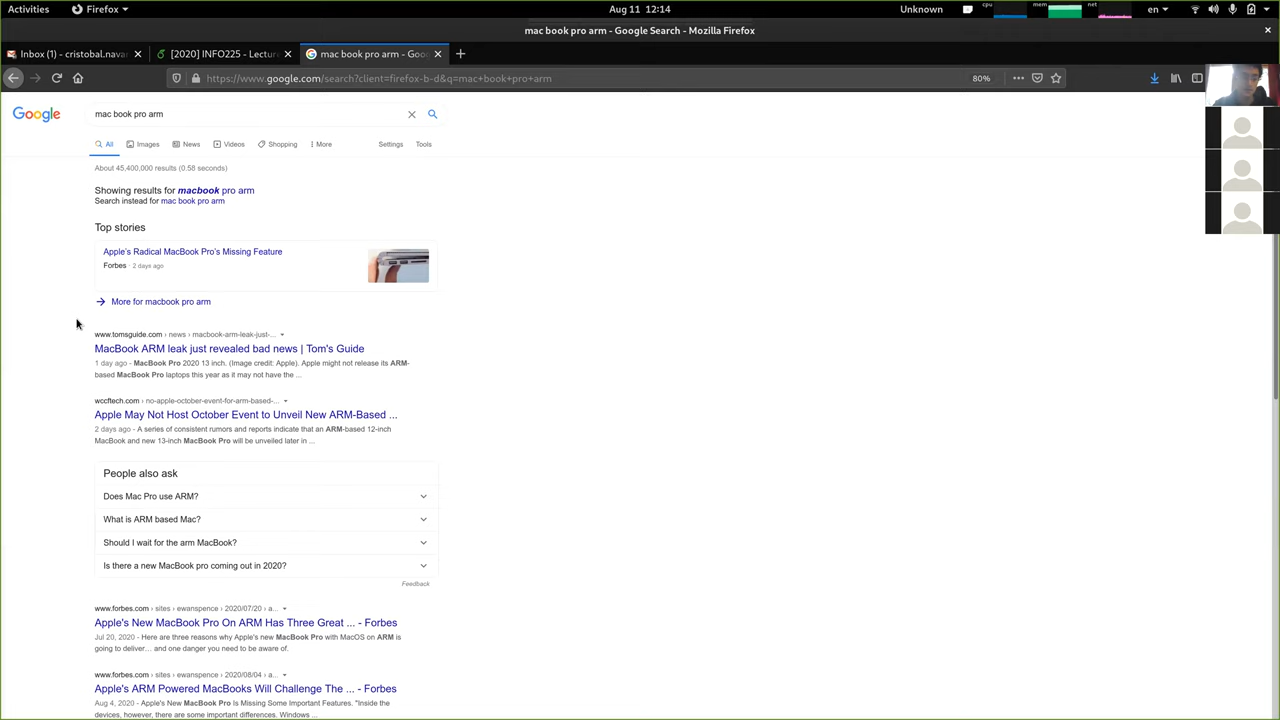 Activities
Firefox
Aug 11 12:14
Unknown
cpu
mem
net
en
mac book pro arm - Google Search - Mozilla Firefox
Inbox (1) - cristobal.nava
[2020] INFO225 - Lectur
mac book pro arm - Goo
https://www.google.com/search?client=firefox-b-d&q=mac+book+pro+arm
80%
Google
mac book pro arm
All
Images
News
Videos
Shopping
More
Settings
Tools
About 45,400,000 results (0.58 seconds)
Showing results for macbook pro arm
Search instead for mac book pro arm
Top stories
Apple's Radical MacBook Pro's Missing Feature
Forbes · 2 days ago
More for macbook pro arm
www.tomsguide.com › news › macbook-arm-leak-just-...
MacBook ARM leak just revealed bad news | Tom's Guide
1 day ago - MacBook Pro 2020 13 inch. (Image credit: Apple). Apple might not release its ARM-
based MacBook Pro laptops this year as it may not have the ...
wccftech.com › no-apple-october-event-for-arm-based-...
Apple May Not Host October Event to Unveil New ARM-Based ...
2 days ago - A series of consistent rumors and reports indicate that an ARM-based 12-inch
MacBook and new 13-inch MacBook Pro will be unveiled later in ...
People also ask
Does Mac Pro use ARM?
What is ARM based Mac?
Should I wait for the arm MacBook?
Is there a new MacBook pro coming out in 2020?
Feedback
www.forbes.com › sites › ewanspence › 2020/07/20 › a...
Apple's New MacBook Pro On ARM Has Three Great ... - Forbes
Jul 20, 2020 - Here are three reasons why Apple's new MacBook Pro with MacOS on ARM is
going to deliver... and one danger you need to be aware of.
www.forbes.com › sites › ewanspence › 2020/08/04 › a...
Apple's ARM Powered MacBooks Will Challenge The ... - Forbes
Aug 4, 2020 - Apple's New MacBook Pro Is Missing Some Important Features. "Inside the
devices, however, there are some important differences. Windows ...